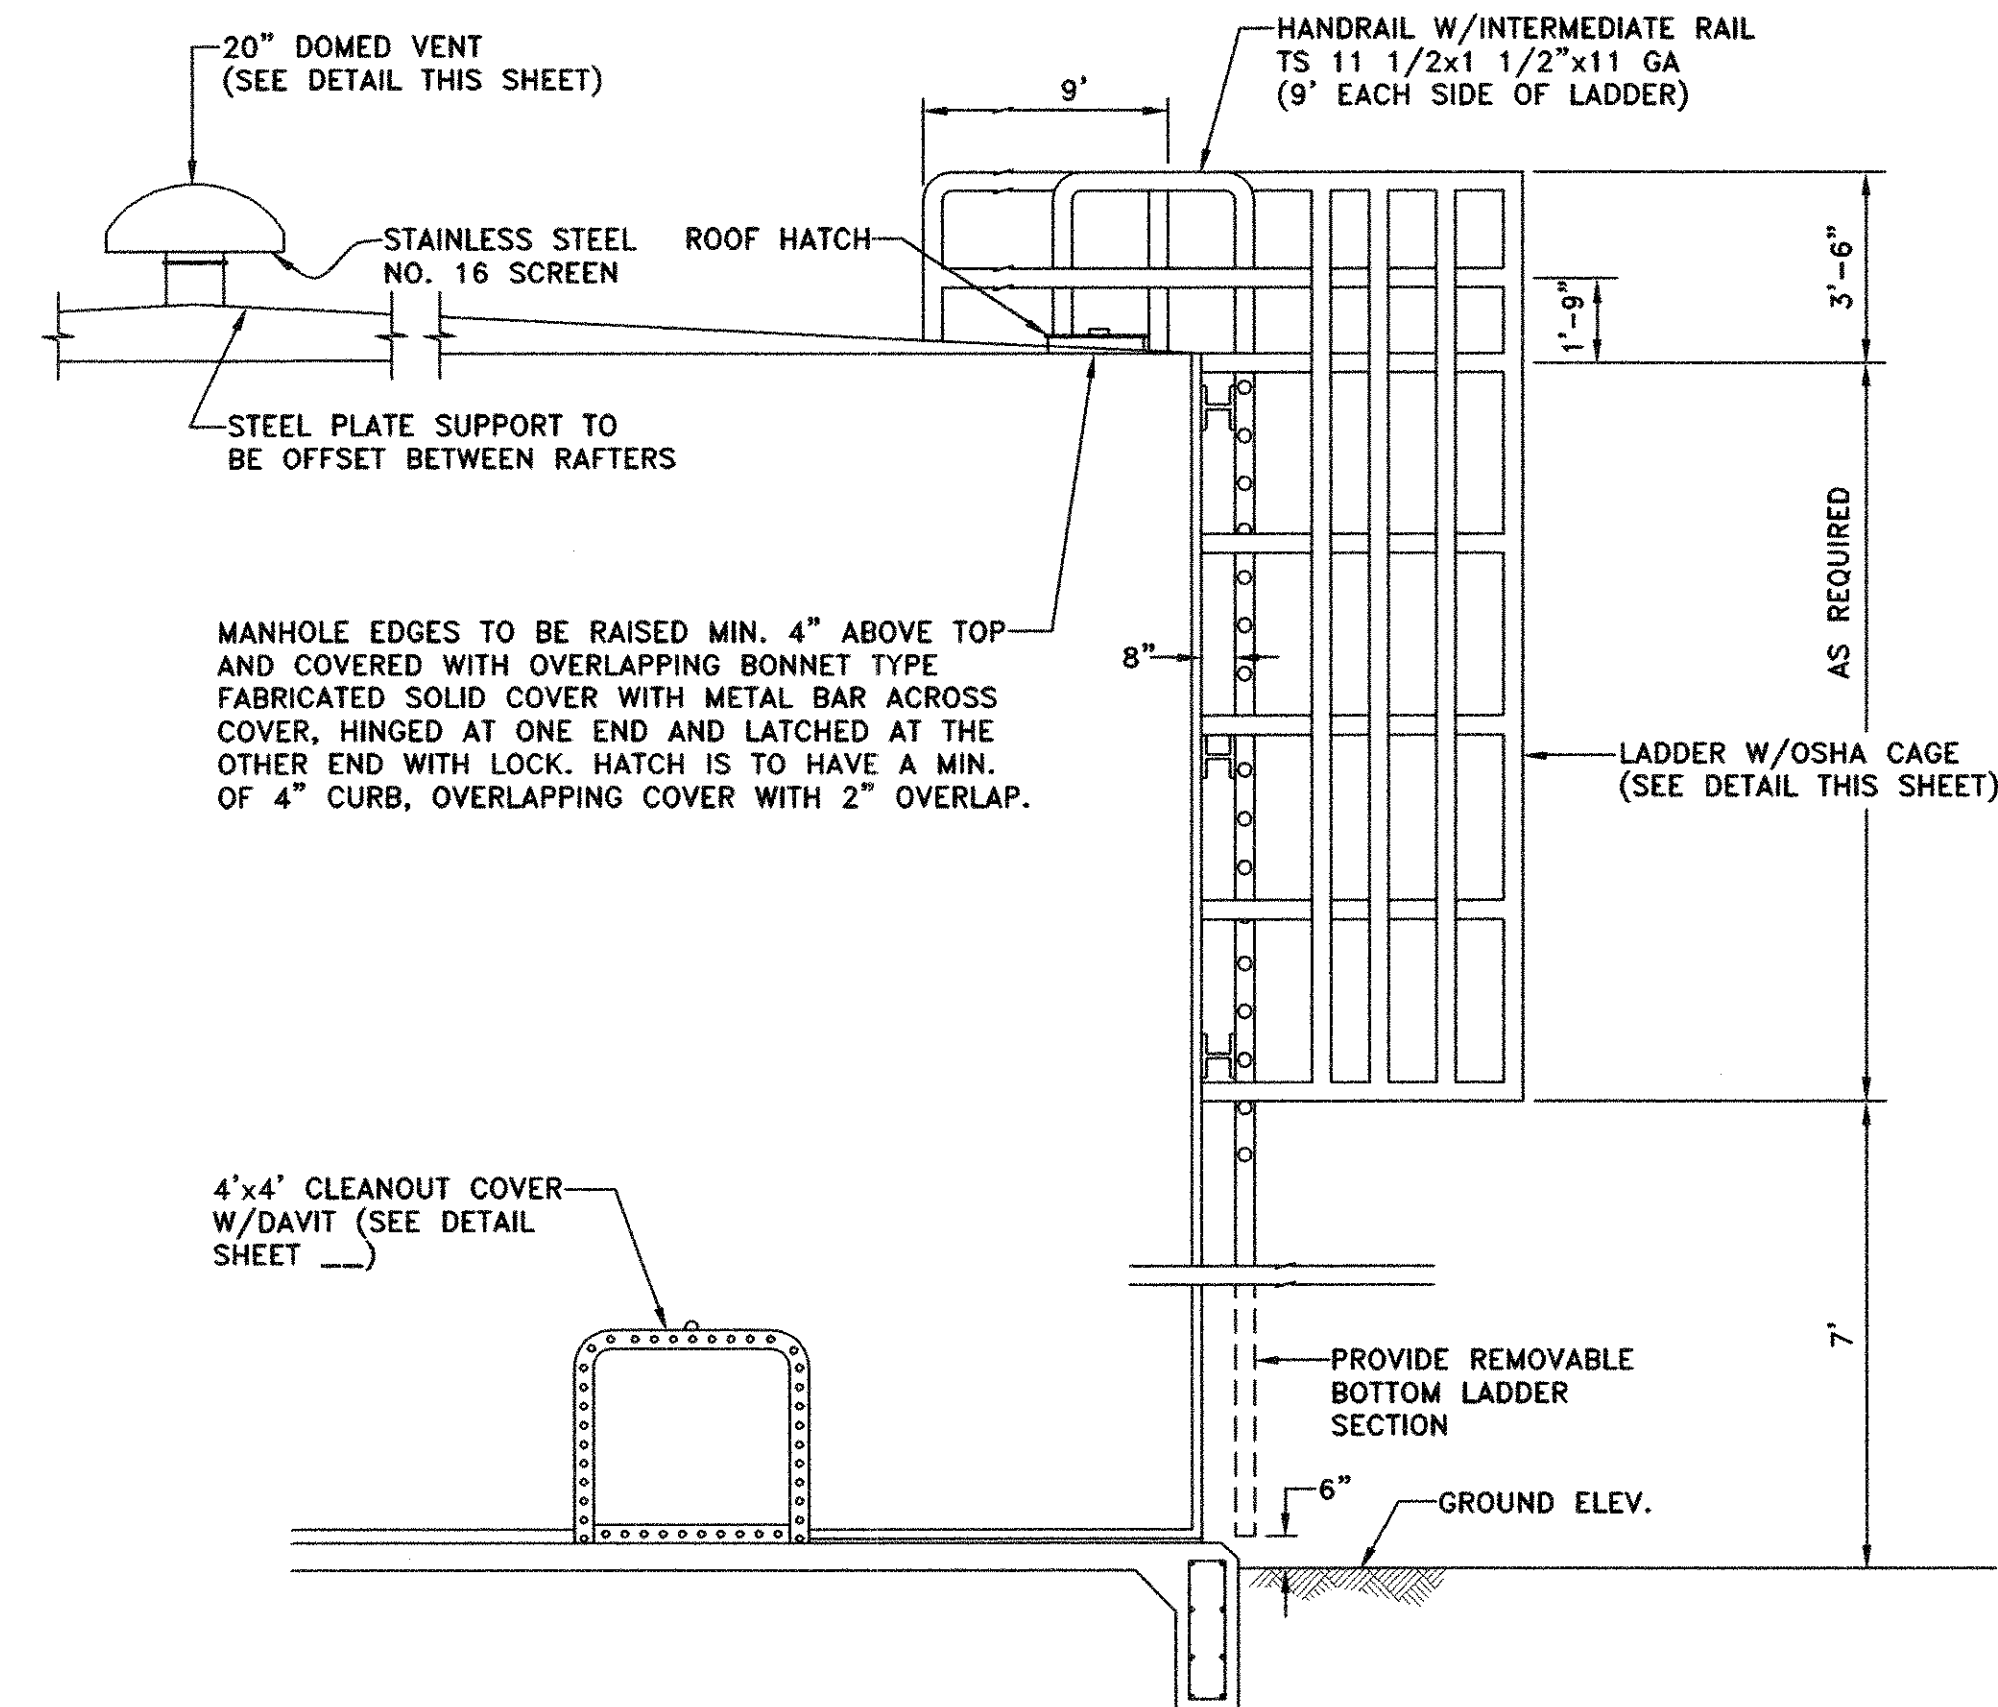 20" DOMED VENT
(SEE DETAIL THIS SHEET)
HANDRAIL W/INTERMEDIATE RAIL
TS 11 1/2x1 1/2"x11 GA
(9' EACH SIDE OF LADDER)
9'
STAINLESS STEEL
NO. 16 SCREEN
ROOF HATCH
3'-6"
1'-9"
STEEL PLATE SUPPORT TO
BE OFFSET BETWEEN RAFTERS
AS REQUIRED
MANHOLE EDGES TO BE RAISED MIN. 4" ABOVE TOP
AND COVERED WITH OVERLAPPING BONNET TYPE
FABRICATED SOLID COVER WITH METAL BAR ACROSS
COVER, HINGED AT ONE END AND LATCHED AT THE
OTHER END WITH LOCK. HATCH IS TO HAVE A MIN.
OF 4" CURB, OVERLAPPING COVER WITH 2" OVERLAP.
8"
LADDER W/OSHA CAGE
(SEE DETAIL THIS SHEET)
4'x4' CLEANOUT COVER
W/DAVIT (SEE DETAIL
SHEET __)
7'
PROVIDE REMOVABLE
BOTTOM LADDER
SECTION
6"
GROUND ELEV.